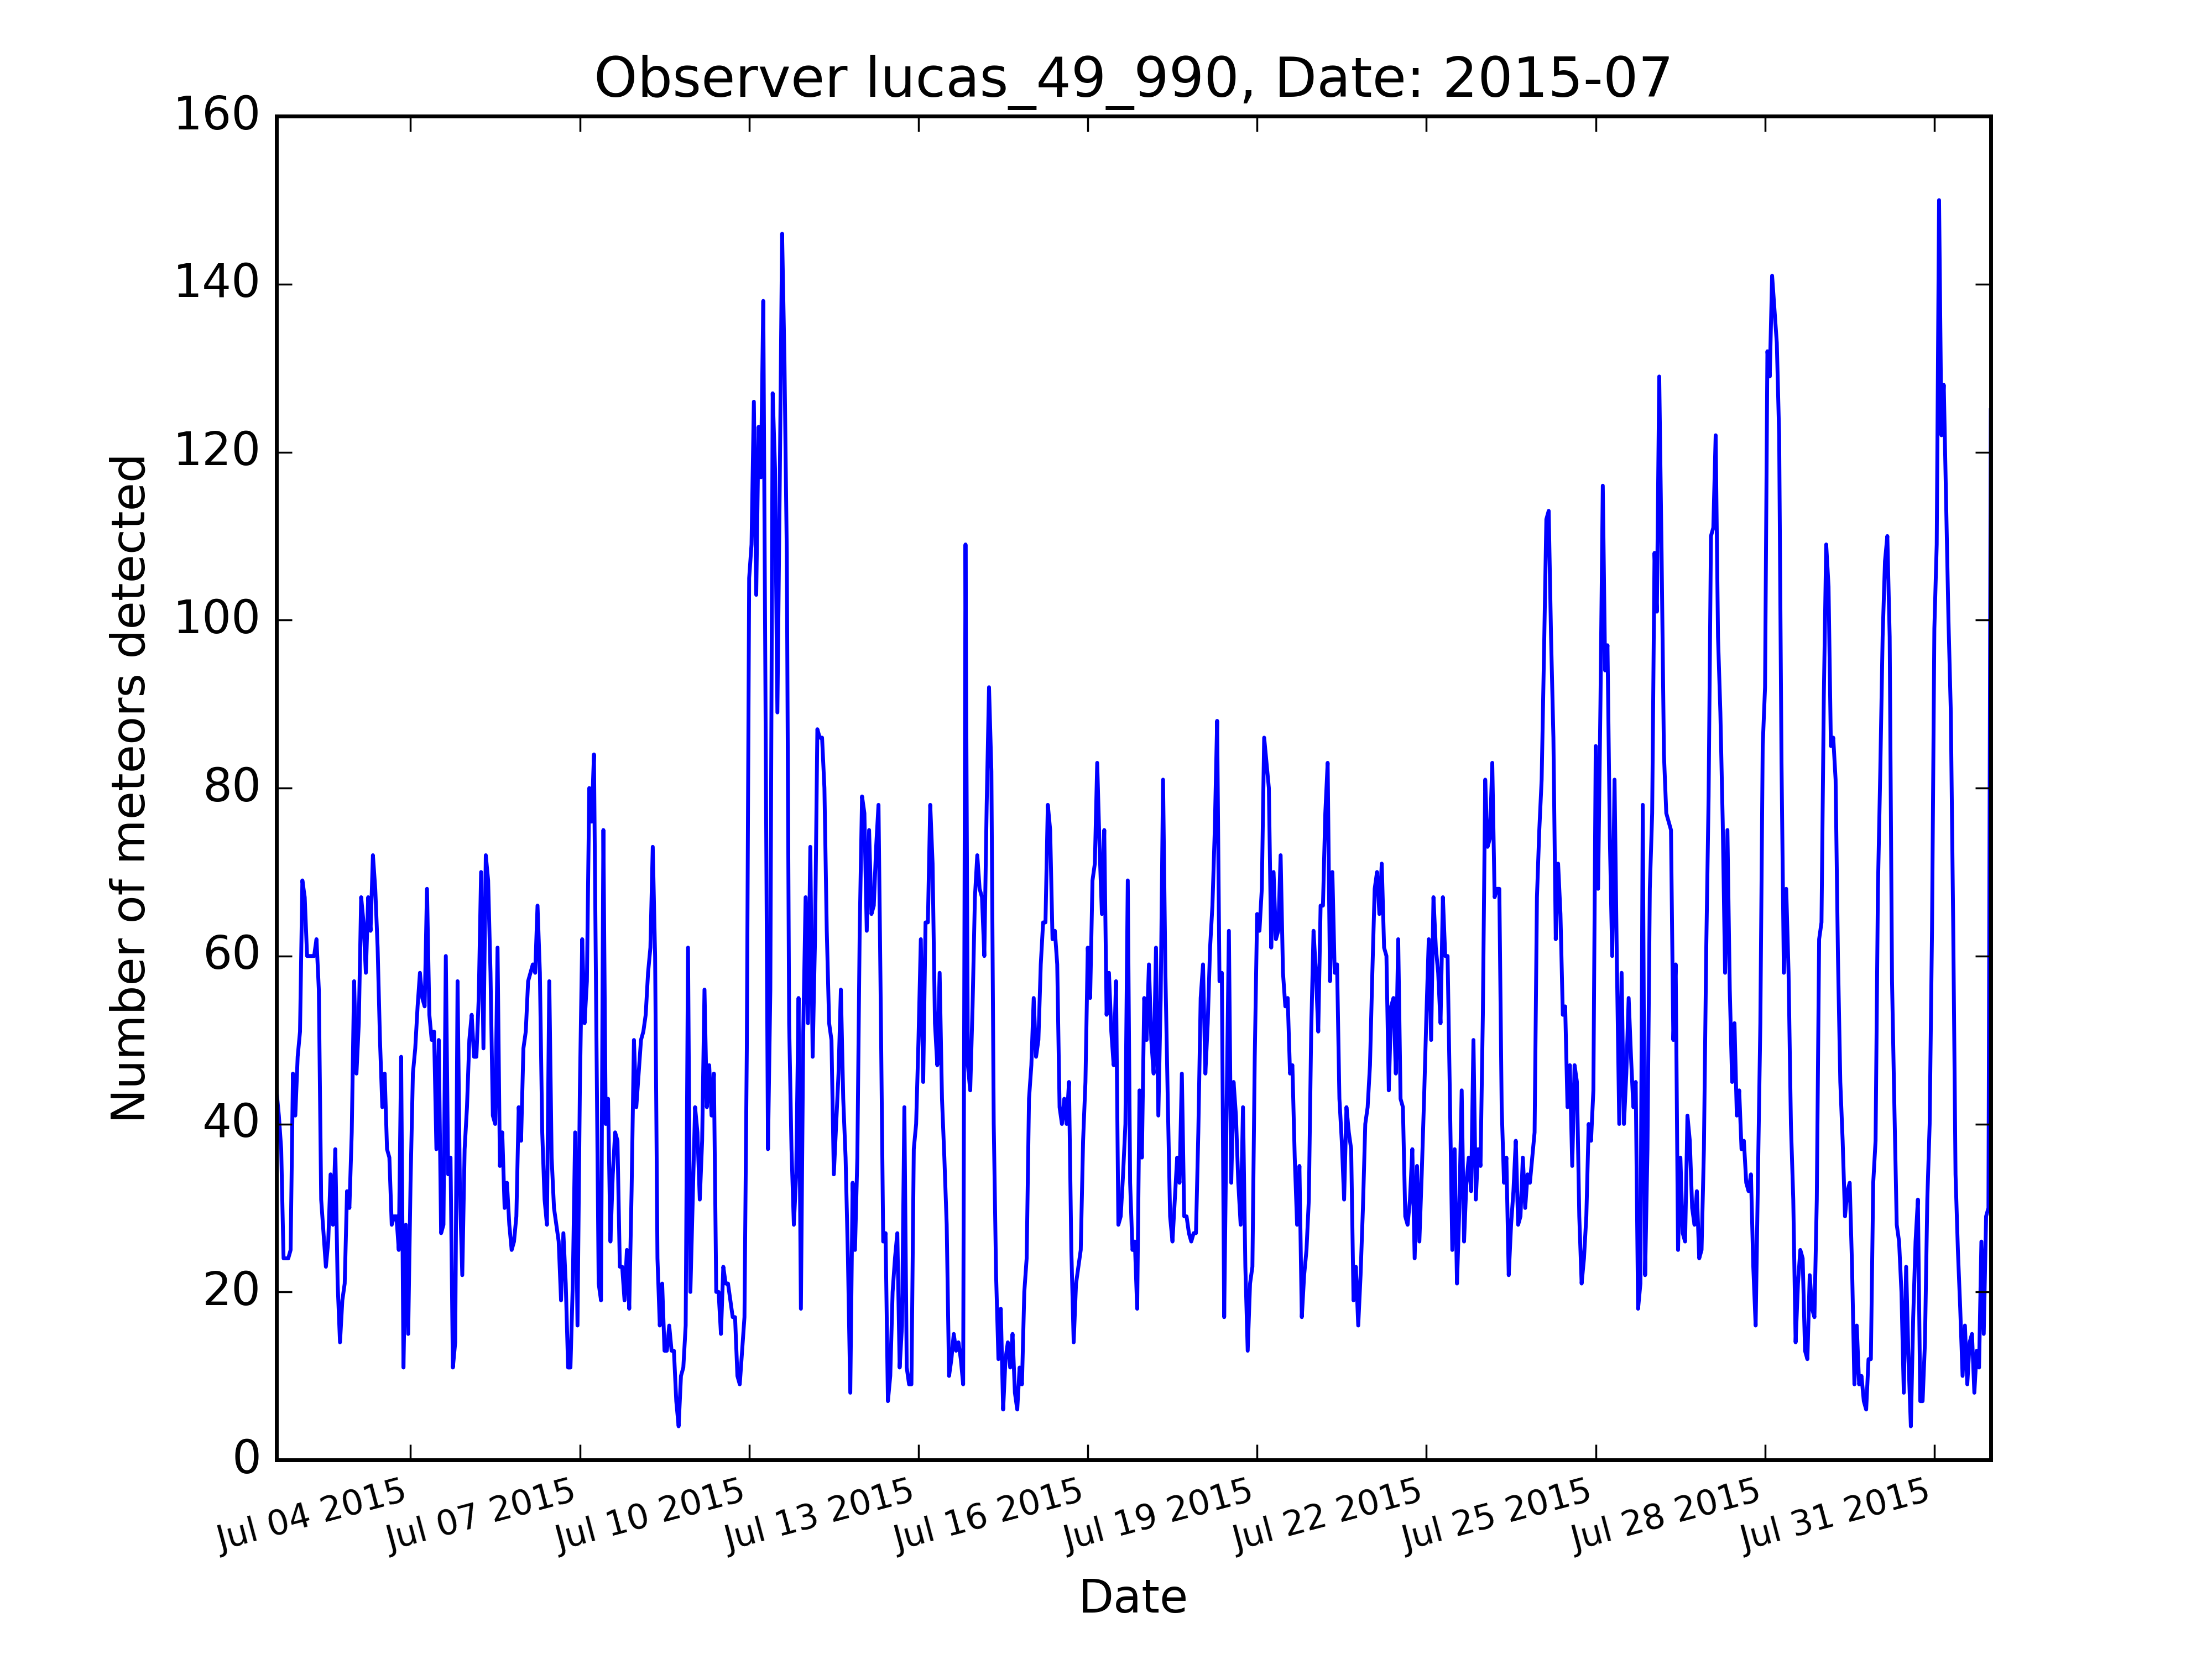 Observer lucas_49_990, Date: 2015-07
160
140
120
100
80
60
40
20
0
Number of meteors detected
Jul 04 2015
Jul 07 2015
Jul 10 2015
Jul 13 2015
Jul 16 2015
Jul 19 2015
Jul 22 2015
Jul 25 2015
Jul 28 2015
Jul 31 2015
Date